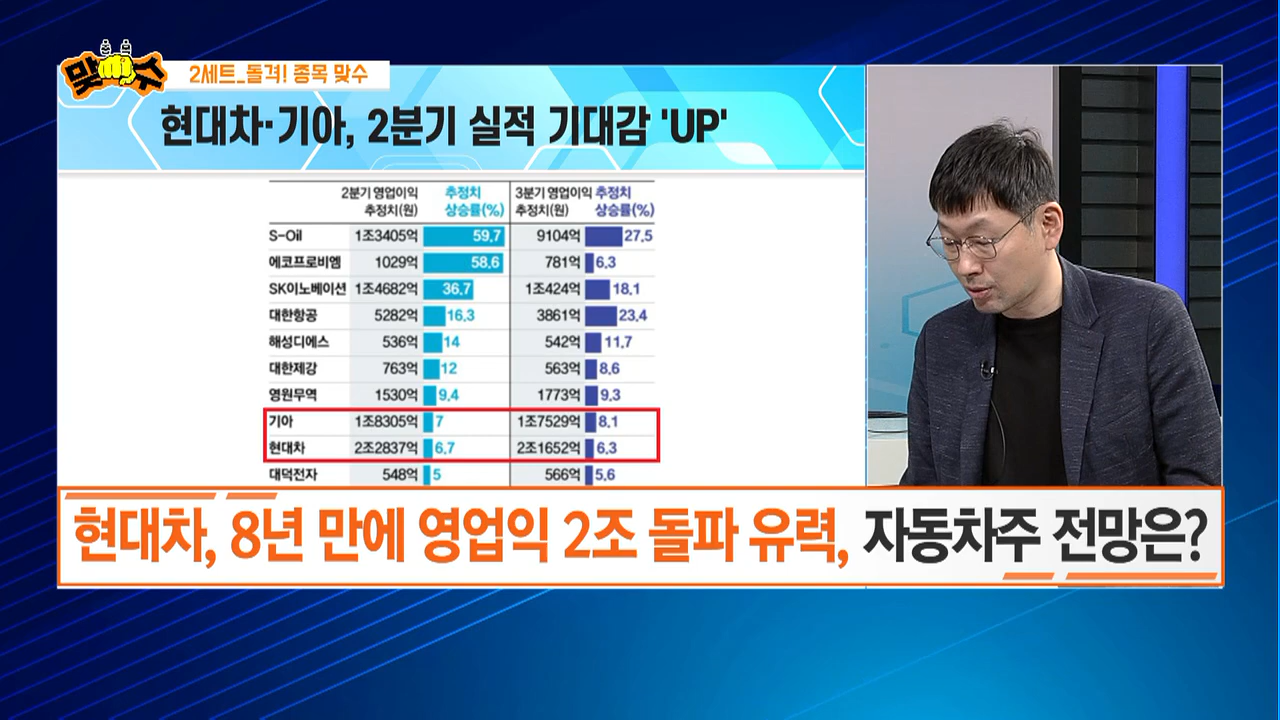 맞수
2세트_돌격! 종목 맞수
현대차·기아, 2분기 실적 기대감 'UP'
2분기 영업이익 추정치(원) 추정치 상승률(%) 3분기 영업이익 추정치(원) 추정치 상승률(%)
S-Oil 1조3405억 59.7 9104억 27.5
에코프로비엠 1029억 58.6 781억 6.3
SK이노베이션 1조4682억 36.7 1조424억 18.1
대한항공 5282억 16.3 3861억 23.4
해성디에스 536억 14 542억 11.7
대한제강 763억 12 563억 8.6
영원무역 1530억 9.4 1773억 9.3
기아 1조8305억 7 1조7529억 8.1
현대차 2조2837억 6.7 2조1652억 6.3
대덕전자 548억 5 566억 5.6
현대차, 8년 만에 영업익 2조 돌파 유력, 자동차주 전망은?